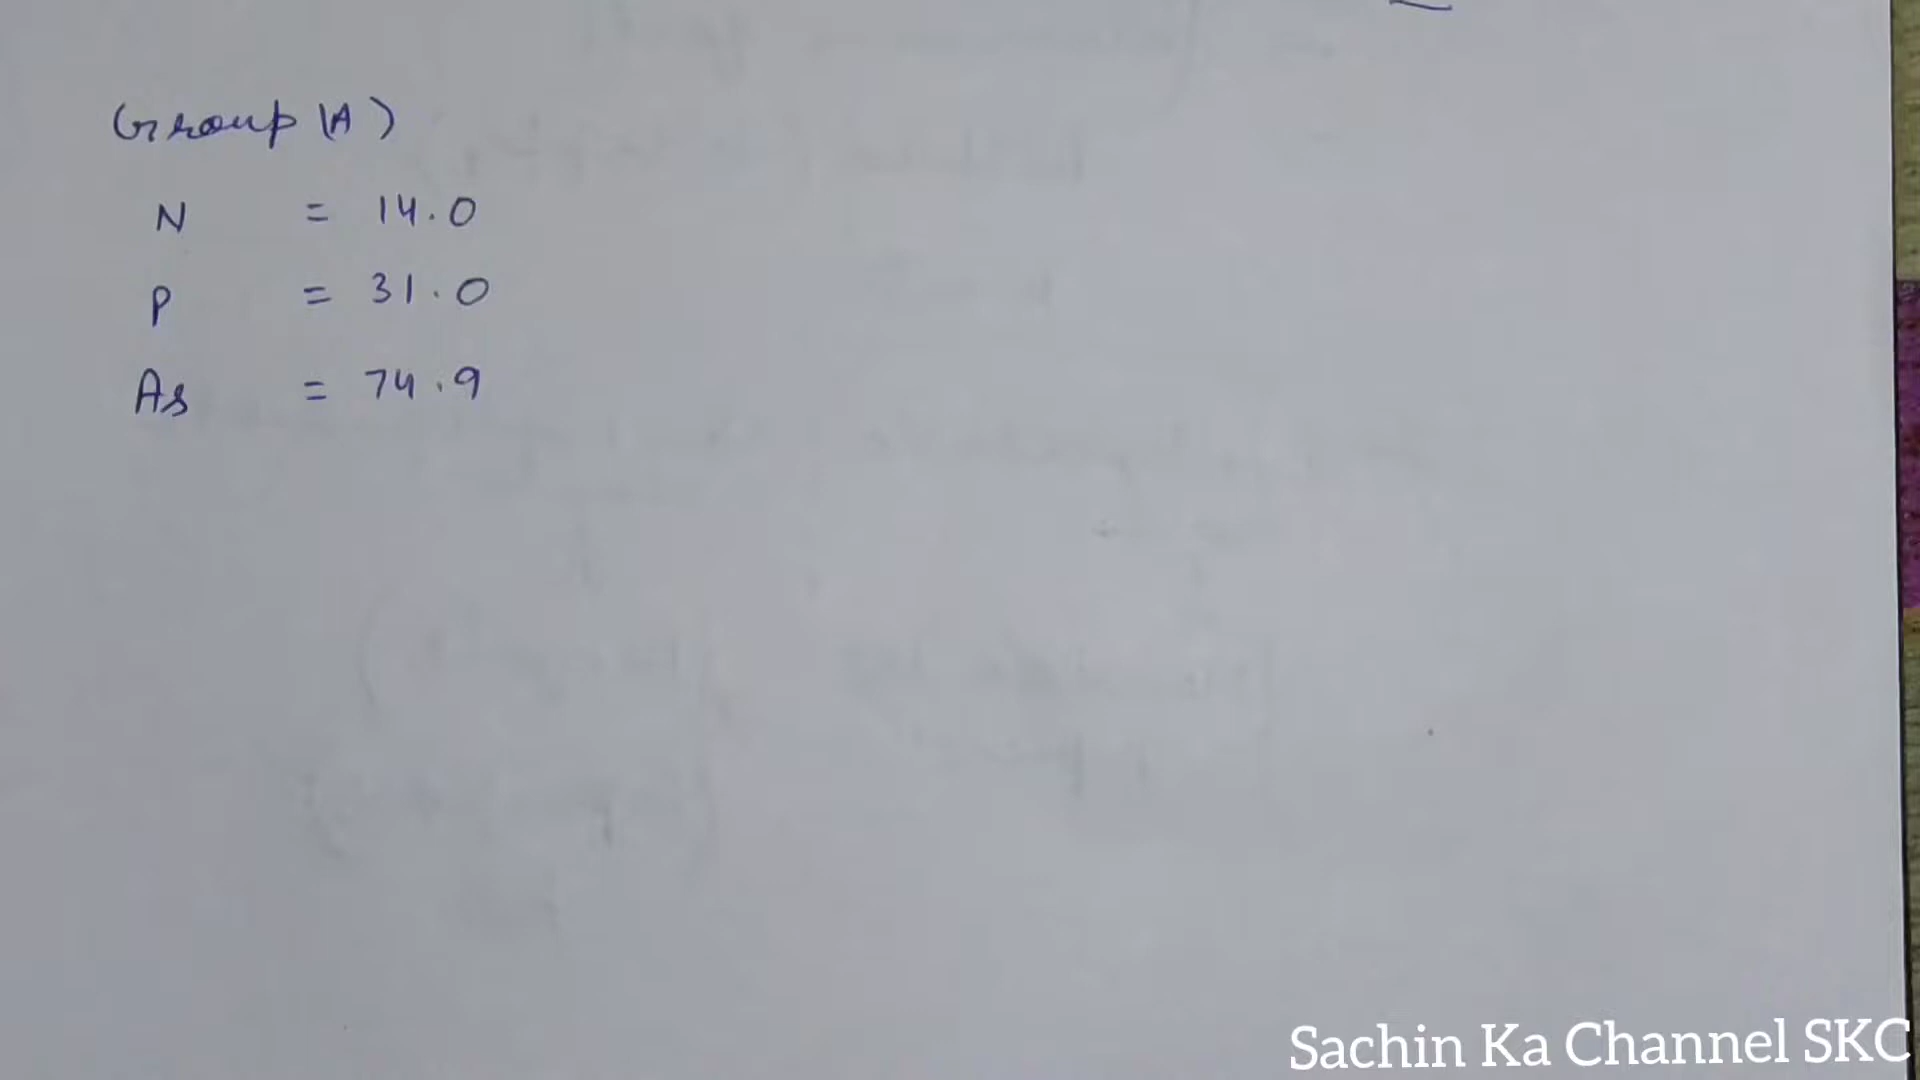 Group (A)
N = 14.0
P = 31.0
As = 74.9
Sachin Ka Channel SKC